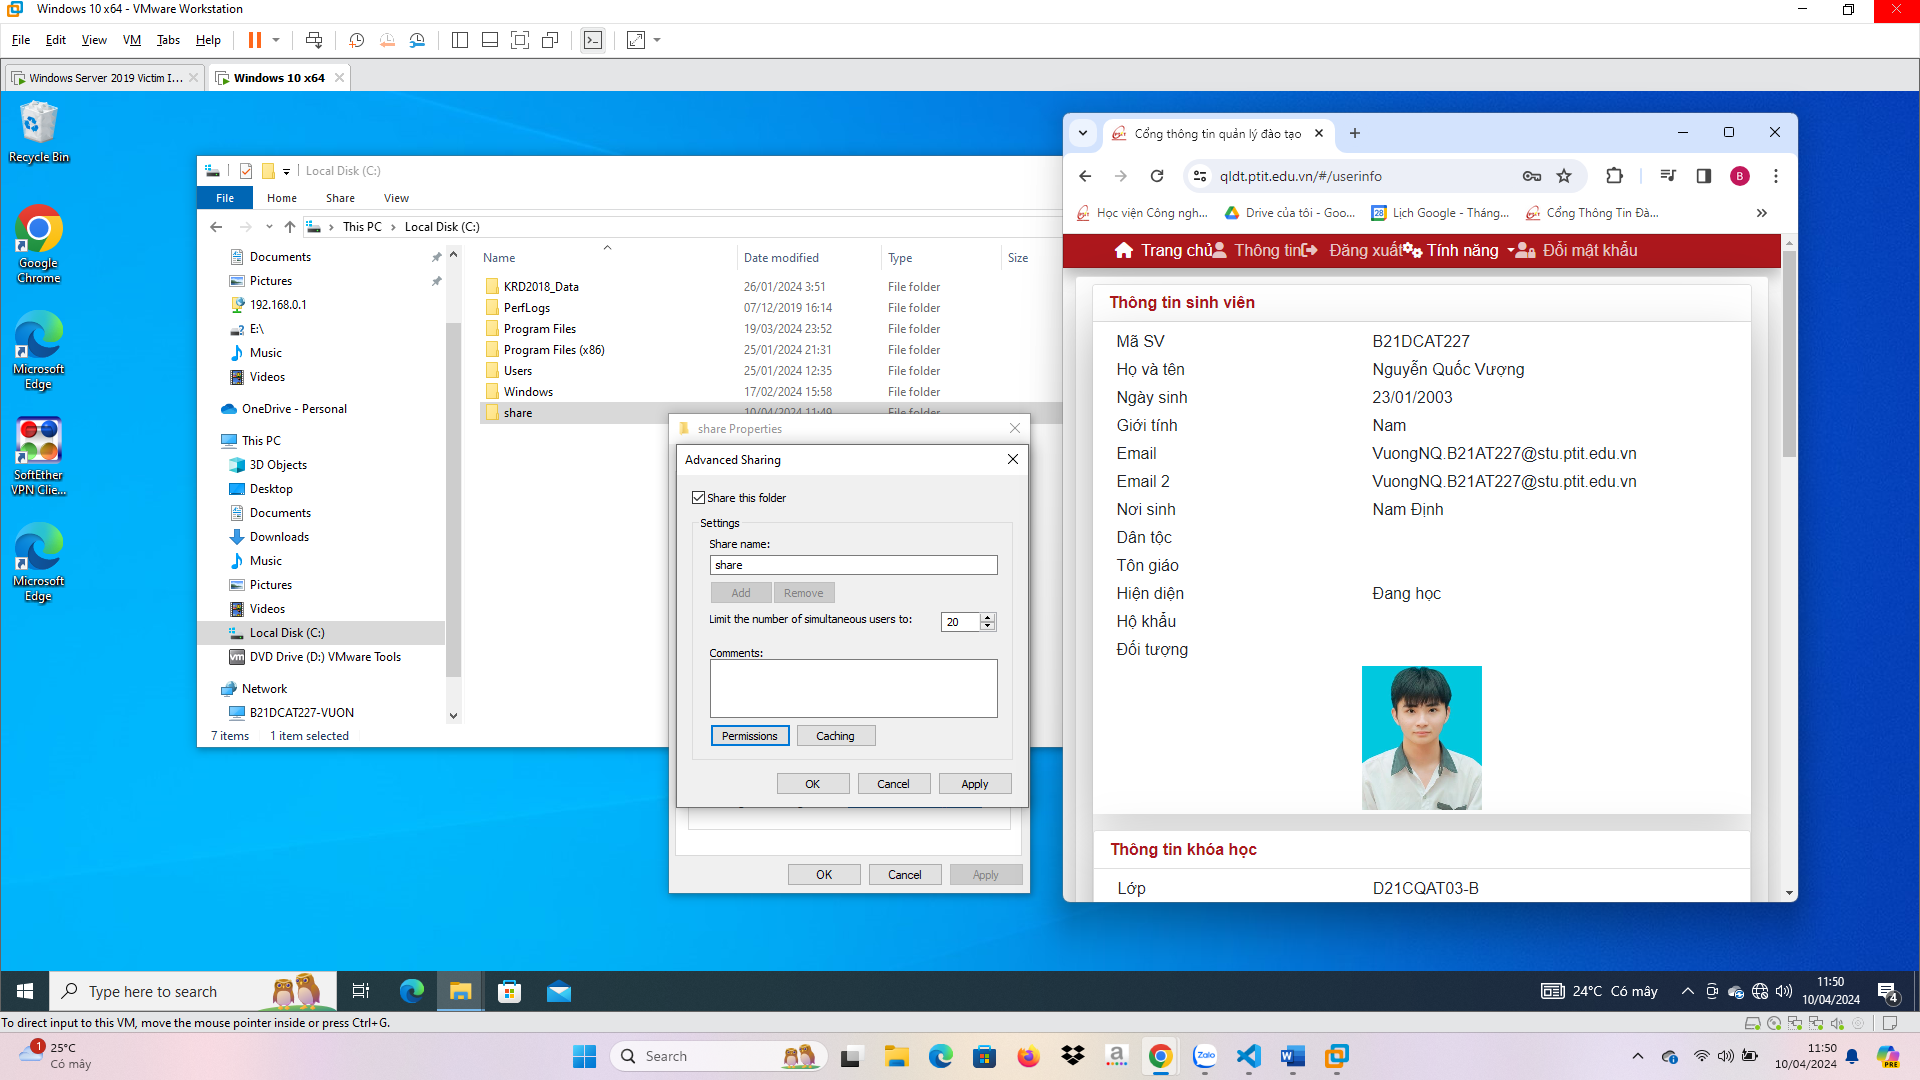 Windows 10 x64 - VMware Workstation
File Edit View VM Tabs Help
Windows Server 2019 Victim I...
Windows 10 x64
Recycle Bin
Google Chrome
Microsoft Edge
SoftEther VPN Clie...
Microsoft Edge
Local Disk (C:)
File Home Share View
This PC > Local Disk (C:)
Documents
Pictures
192.168.0.1
E:\
Music
Videos
OneDrive - Personal
This PC
3D Objects
Desktop
Documents
Downloads
Music
Pictures
Videos
Local Disk (C:)
DVD Drive (D:) VMware Tools
Network
B21DCAT227-VUON
7 items 1 item selected
Name Date modified Type Size
KRD2018_Data 26/01/2024 3:51 File folder
PerfLogs 07/12/2019 16:14 File folder
Program Files 19/03/2024 23:52 File folder
Program Files (x86) 25/01/2024 21:31 File folder
Users 25/01/2024 12:35 File folder
Windows 17/02/2024 15:58 File folder
share 10/04/2024 11:49 File folder
share Properties
Advanced Sharing
Share this folder
Settings
Share name:
share
Add Remove
Limit the number of simultaneous users to: 20
Comments:
Permissions Caching
OK Cancel Apply
OK Cancel Apply
Cổng thông tin quản lý đào tạo
qldt.ptit.edu.vn/#/userinfo
B
Học viện Công ngh...
Drive của tôi - Goo...
28
Lịch Google - Tháng...
Cổng Thông Tin Đà...
Trang chủ Thông tin Đăng xuất Tính năng Đổi mật khẩu
Thông tin sinh viên
Mã SV B21DCAT227
Họ và tên Nguyễn Quốc Vượng
Ngày sinh 23/01/2003
Giới tính Nam
Email VuongNQ.B21AT227@stu.ptit.edu.vn
Email 2 VuongNQ.B21AT227@stu.ptit.edu.vn
Nơi sinh Nam Định
Dân tộc
Tôn giáo
Hiện diện Đang học
Hộ khẩu
Đối tượng
Thông tin khóa học
Lớp D21CQAT03-B
Type here to search
24°C Có mây
11:50
10/04/2024
4
To direct input to this VM, move the mouse pointer inside or press Ctrl+G.
1
25°C
Có mây
Search
Zalo
PRE
11:50
10/04/2024